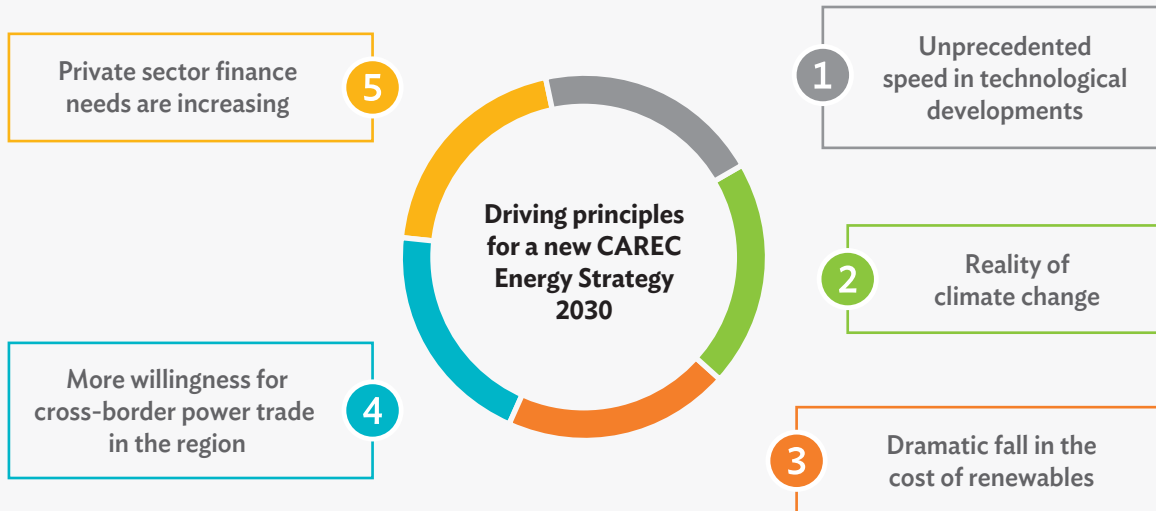 Driving principles
for a new CAREC
Energy Strategy
2030
1
Unprecedented
speed in technological
developments
2
Reality of
climate change
3
Dramatic fall in the
cost of renewables
4
More willingness for
cross-border power trade
in the region
5
Private sector finance
needs are increasing